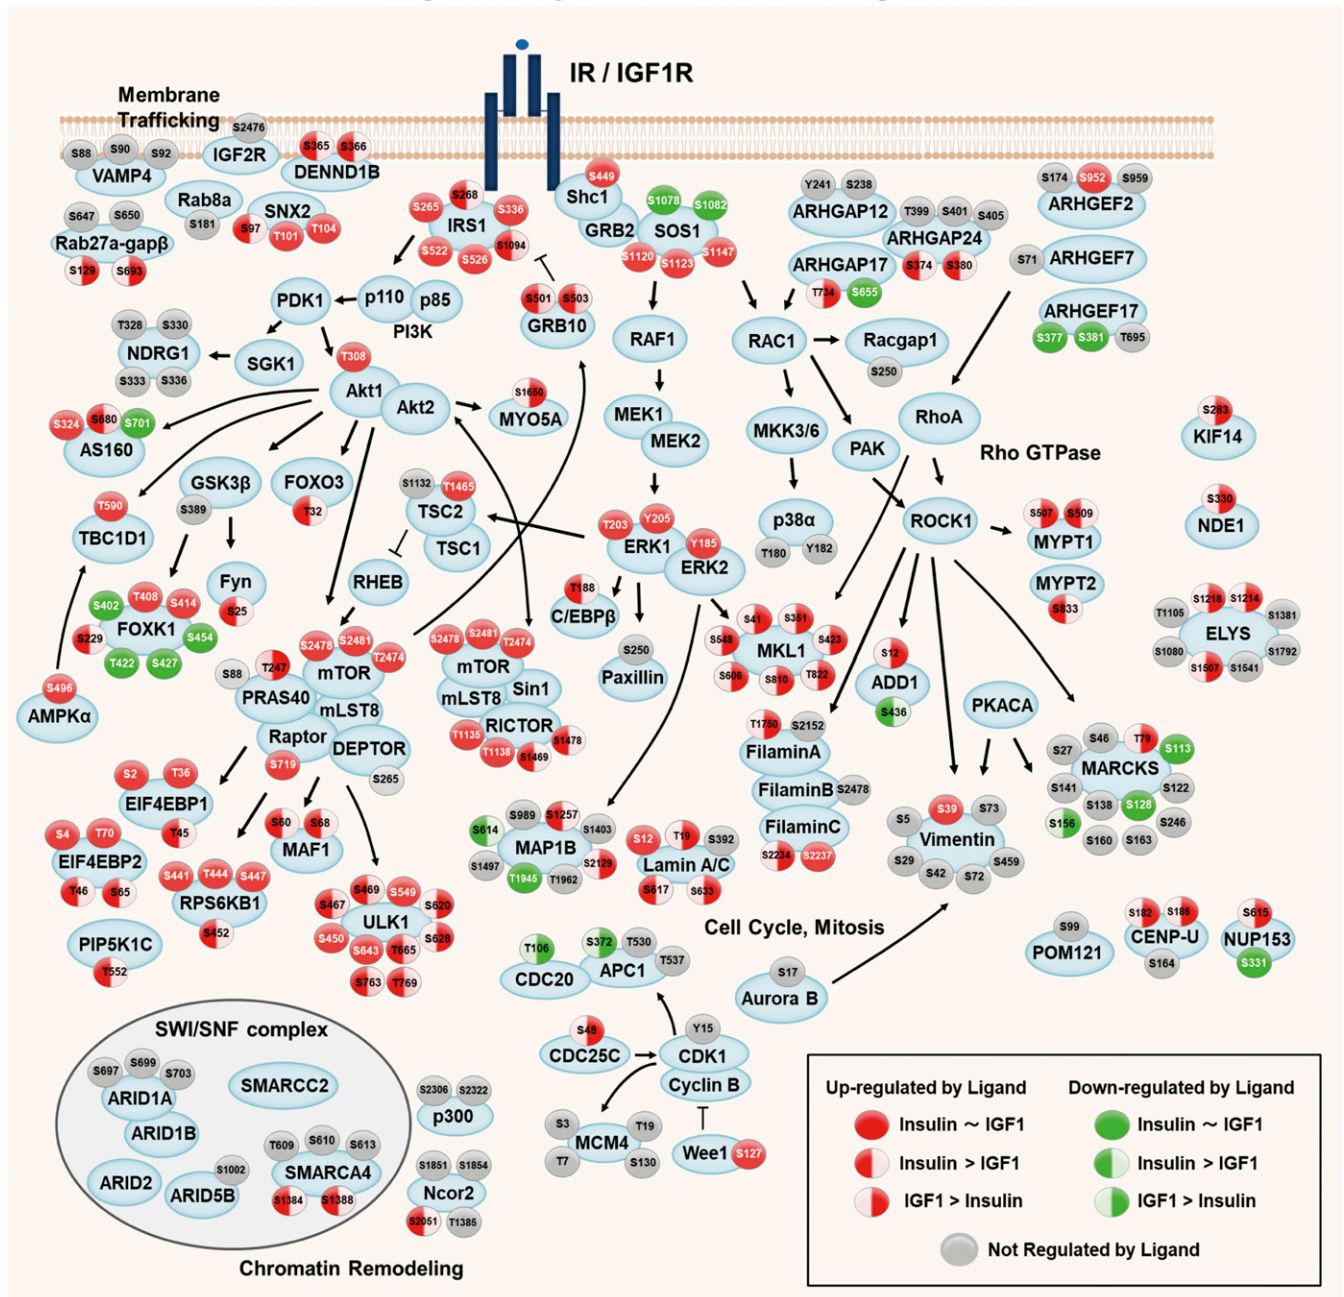 IR / IGF1R
Membrane
Trafficking
S2476
IGF2R
S88 S90 S92
VAMP4
S365 S366
DENND1B
Rab8a
S181
SNX2
S97 T101 T104
S647 S650
Rab27a-gapβ
S129 S693
S265 S268 S336
IRS1
S522 S526 S1094
S449
Shc1
GRB2
S1078 S1082
SOS1
S1120 S1123 S1147
Y241 S238
ARHGAP12
T399 S401 S405
ARHGAP24
S374 S380
ARHGAP17
T734 S655
S174 S952 S959
ARHGEF2
S71
ARHGEF7
ARHGEF17
S377 S381 T695
PDK1
p110 p85
PI3K
S501 S503
GRB10
T328 S330
NDRG1
S333 S336
SGK1
RAF1
RAC1
Racgap1
S250
T308
Akt1
Akt2
S1650
MYO5A
MEK1
MEK2
MKK3/6
PAK
RhoA
Rho GTPase
S283
KIF14
S324 S680 S701
AS160
GSK3β
S389
FOXO3
T32
S1132 T1465
TSC2
TSC1
T590
TBC1D1
T203 Y205
ERK1
Y185
ERK2
p38α
T180 Y182
ROCK1
S507 S509
MYPT1
MYPT2
S833
S330
NDE1
Fyn
S25
RHEB
T188
C/EBPβ
S402 T408 S414
S229 FOXK1 S454
T422 S427
S250
Paxillin
S41 S351
S548 S423
MKL1
S606 S810 T822
S12
ADD1
S436
S1218 S1214
T1105 S1381
ELYS
S1080 S1792
S1507 S1541
S496
AMPKα
S88 T247
PRAS40
S2478 S2481 T2474
mTOR
mLST8
Raptor
S719
DEPTOR
S265
S2478 S2481 T2474
mTOR
mLST8 Sin1
RICTOR
T1135 T1138 S1469 S1478
T1750 S2152
FilaminA
FilaminB S2478
FilaminC
S2234 S2237
PKACA
S27 S46 T79 S113
MARCKS
S141 S138 S128 S122
S156 S160 S163 S246
S2 T36
EIF4EBP1
T45
S4 T70
EIF4EBP2
T46 S65
S60 S68
MAF1
S441 T444 S447
RPS6KB1
S452
S467 S469 S549 S620
ULK1
S450 S643 T665 S628
S763 T769
PIP5K1C
T552
S614 S989 S1257 S1403
MAP1B
S1497 T1945 T1962 S2129
S12 T19 S392
Lamin A/C
S617 S633
S5 S39 S73
Vimentin
S29 S42 S72 S459
Cell Cycle, Mitosis
T106
CDC20
S372 T530 T537
APC1
S17
Aurora B
S99
POM121
S182 S186
CENP-U
S164
S615
NUP153
S331
S48
CDC25C
Y15
CDK1
Cyclin B
S3 T19
MCM4
T7 S130
Wee1 S127
SWI/SNF complex
S697 S699 S703
ARID1A
ARID1B
SMARCC2
ARID2
S1002
ARID5B
T609 S610 S613
SMARCA4
S1384 S1388
S2306 S2322
p300
S1851 S1854
Ncor2
S2051 T1385
Chromatin Remodeling
Up-regulated by Ligand Down-regulated by Ligand
Insulin ~ IGF1 Insulin ~ IGF1
Insulin > IGF1 Insulin > IGF1
IGF1 > Insulin IGF1 > Insulin
Not Regulated by Ligand